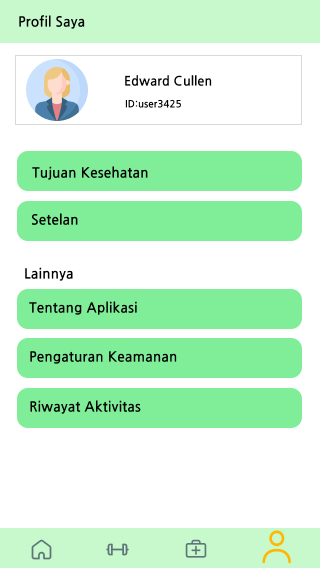 Profil Saya
Edward Cullen
ID:user3425
Tujuan Kesehatan
Setelan
Lainnya
Tentang Aplikasi
Pengaturan Keamanan
Riwayat Aktivitas